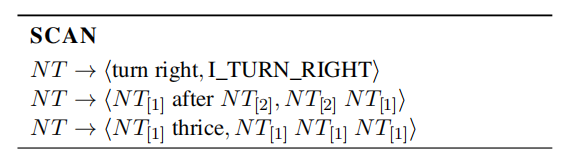 SCAN
NT → ⟨turn right, I_TURN_RIGHT⟩
NT → ⟨NT[1] after NT[2], NT[2] NT[1]⟩
NT → ⟨NT[1] thrice, NT[1] NT[1] NT[1]⟩